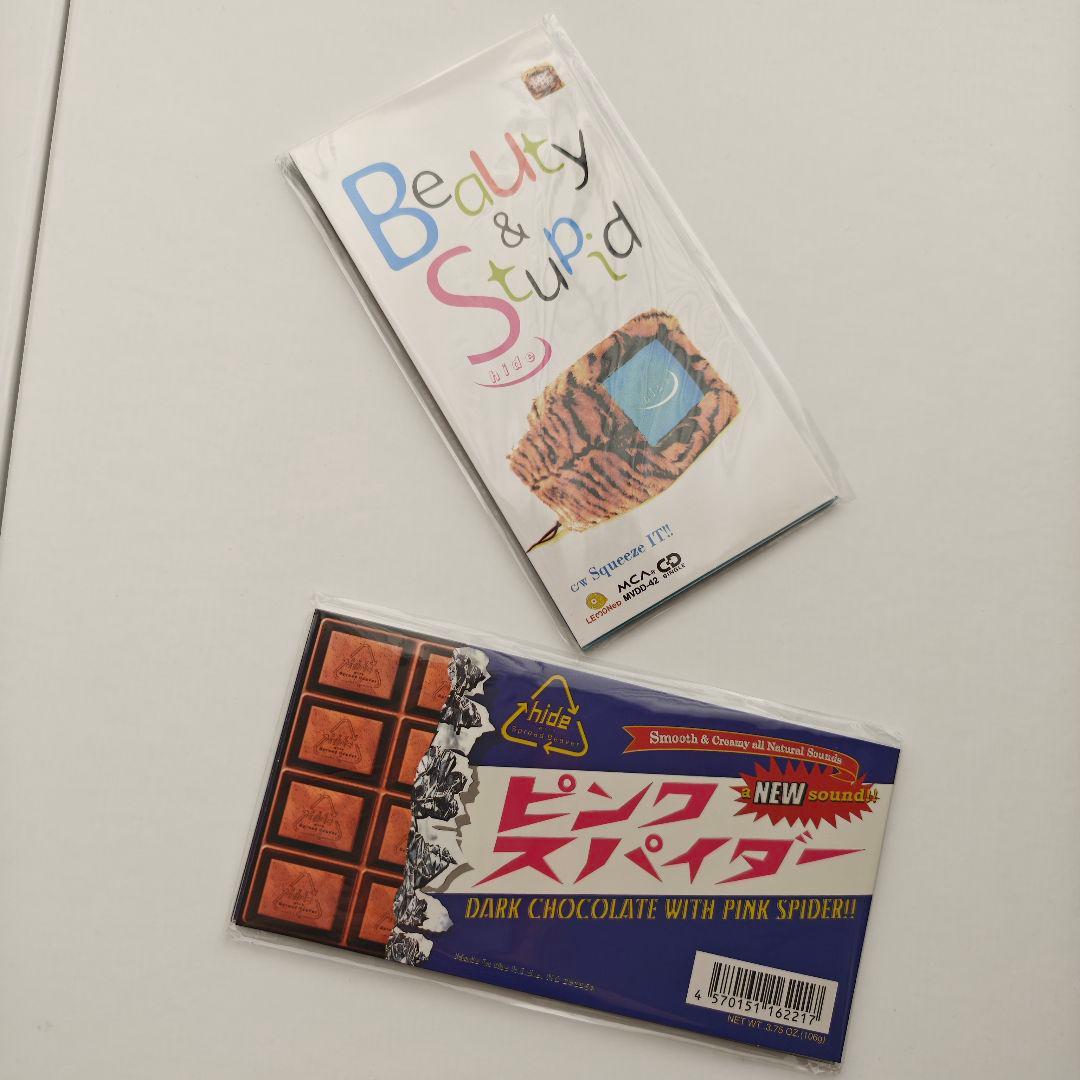 Beauty
&
Stupid
hide
hide
c/w Squeeze IT!!
LEMONeD
MCA
MVDD-42
CD
SINGLE
hide
with
Spread Beaver
Smooth & Creamy all Natural Sounds
a NEW sound!!
ピンク
スパイダー
DARK CHOCOLATE WITH PINK SPIDER!!
4 570151 162217
NET WT .3.75 OZ.(106g)